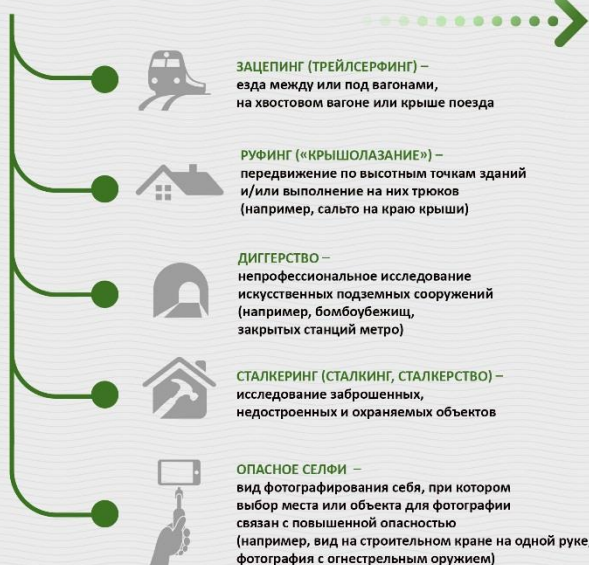 ЗАЦЕПИНГ (ТРЕЙЛСЕРФИНГ) –
езда между или под вагонами,
на хвостовом вагоне или крыше поезда
РУФИНГ («КРЫШОЛАЗАНИЕ») –
передвижение по высотным точкам зданий
и/или выполнение на них трюков
(например, сальто на краю крыши)
ДИГГЕРСТВО –
непрофессиональное исследование
искусственных подземных сооружений
(например, бомбоубежищ,
закрытых станций метро)
СТАЛКЕРИНГ (СТАЛКИНГ, СТАЛКЕРСТВО) –
исследование заброшенных,
недостроенных и охраняемых объектов
ОПАСНОЕ СЕЛФИ –
вид фотографирования себя, при котором
выбор места или объекта для фотографии
связан с повышенной опасностью
(например, вид на строительном кране на одной руке,
фотография с огнестрельным оружием)